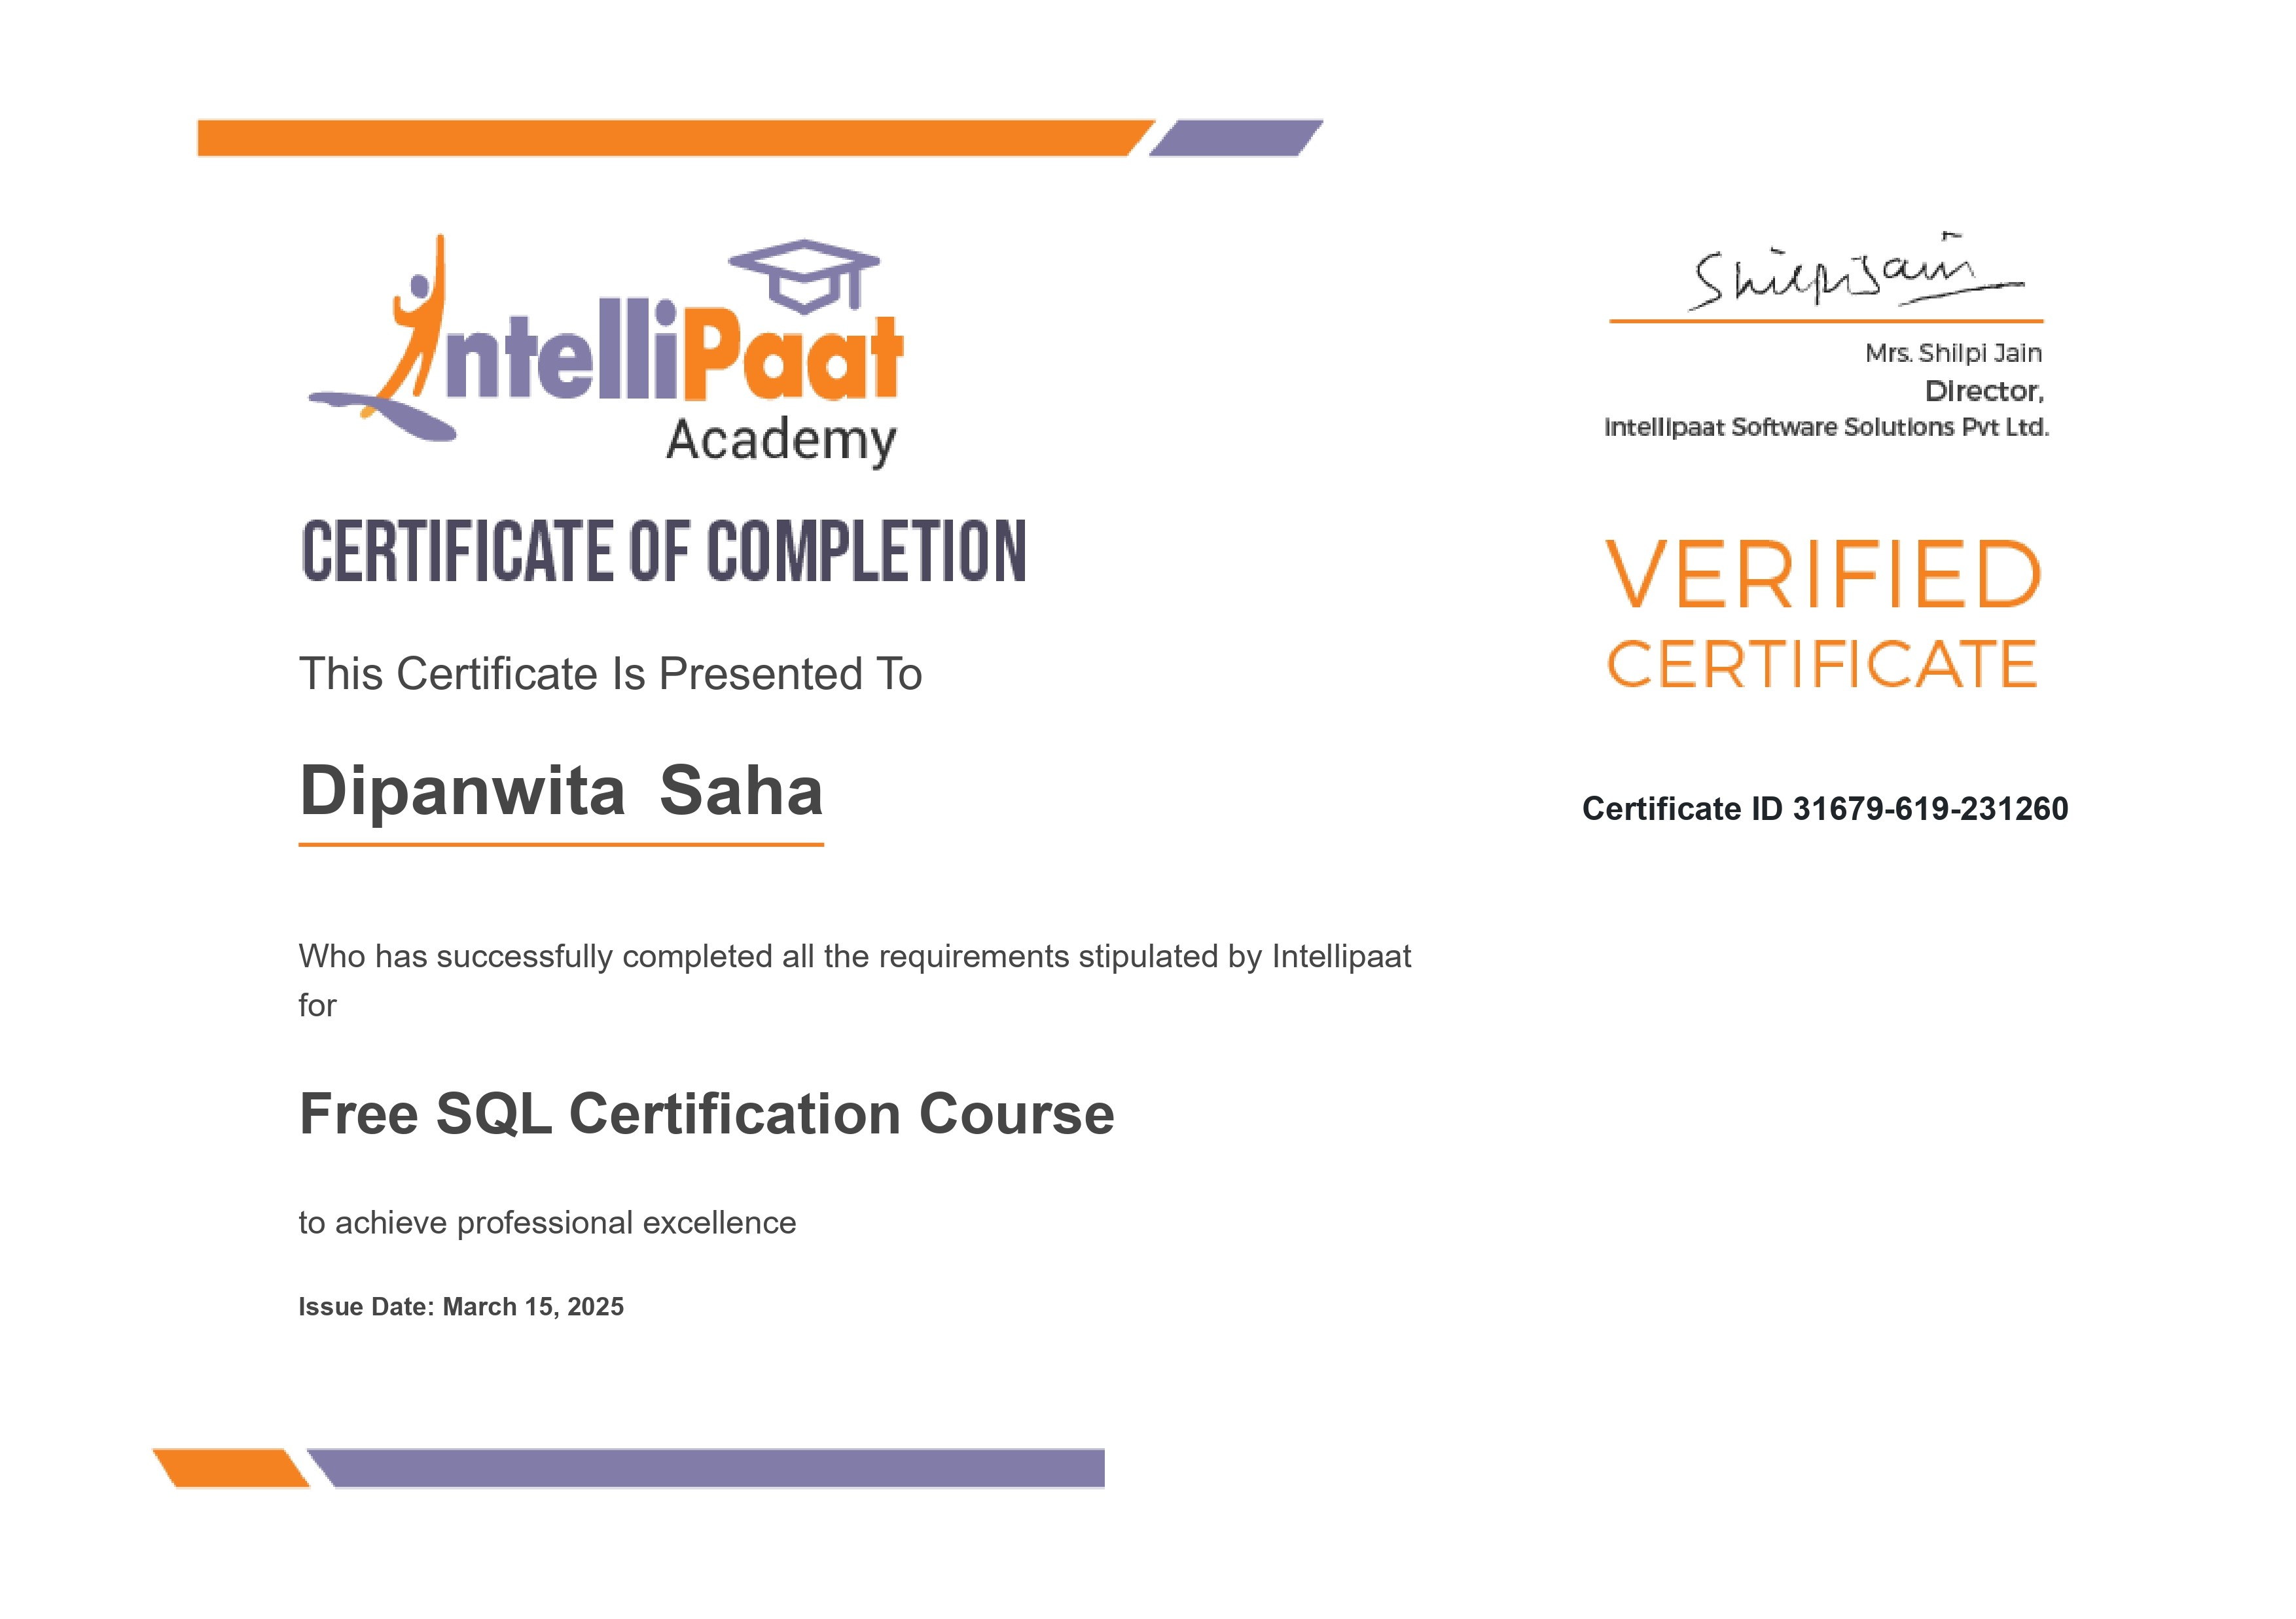 IntelliPaat
Academy
CERTIFICATE OF COMPLETION
This Certificate Is Presented To
Dipanwita Saha
Who has successfully completed all the requirements stipulated by Intellipaat
for
Free SQL Certification Course
to achieve professional excellence
Issue Date: March 15, 2025
Shilpi Jain
Mrs. Shilpi Jain
Director,
Intellipaat Software Solutions Pvt Ltd.
VERIFIED
CERTIFICATE
Certificate ID 31679-619-231260